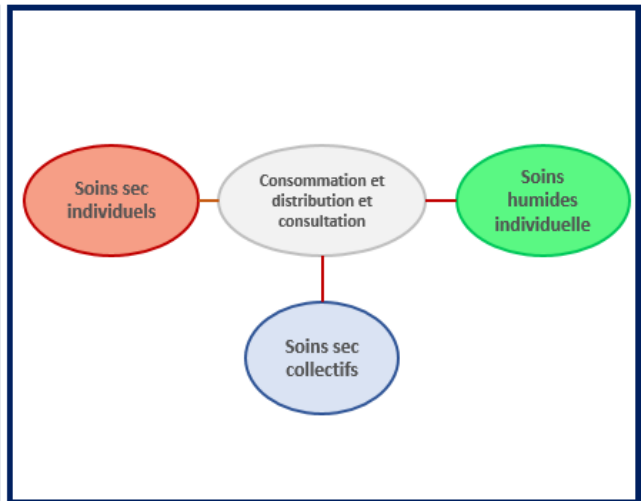 Soins sec
individuels
Consommation et
distribution et
consultation
Soins
humides
individuelle
Soins sec
collectifs